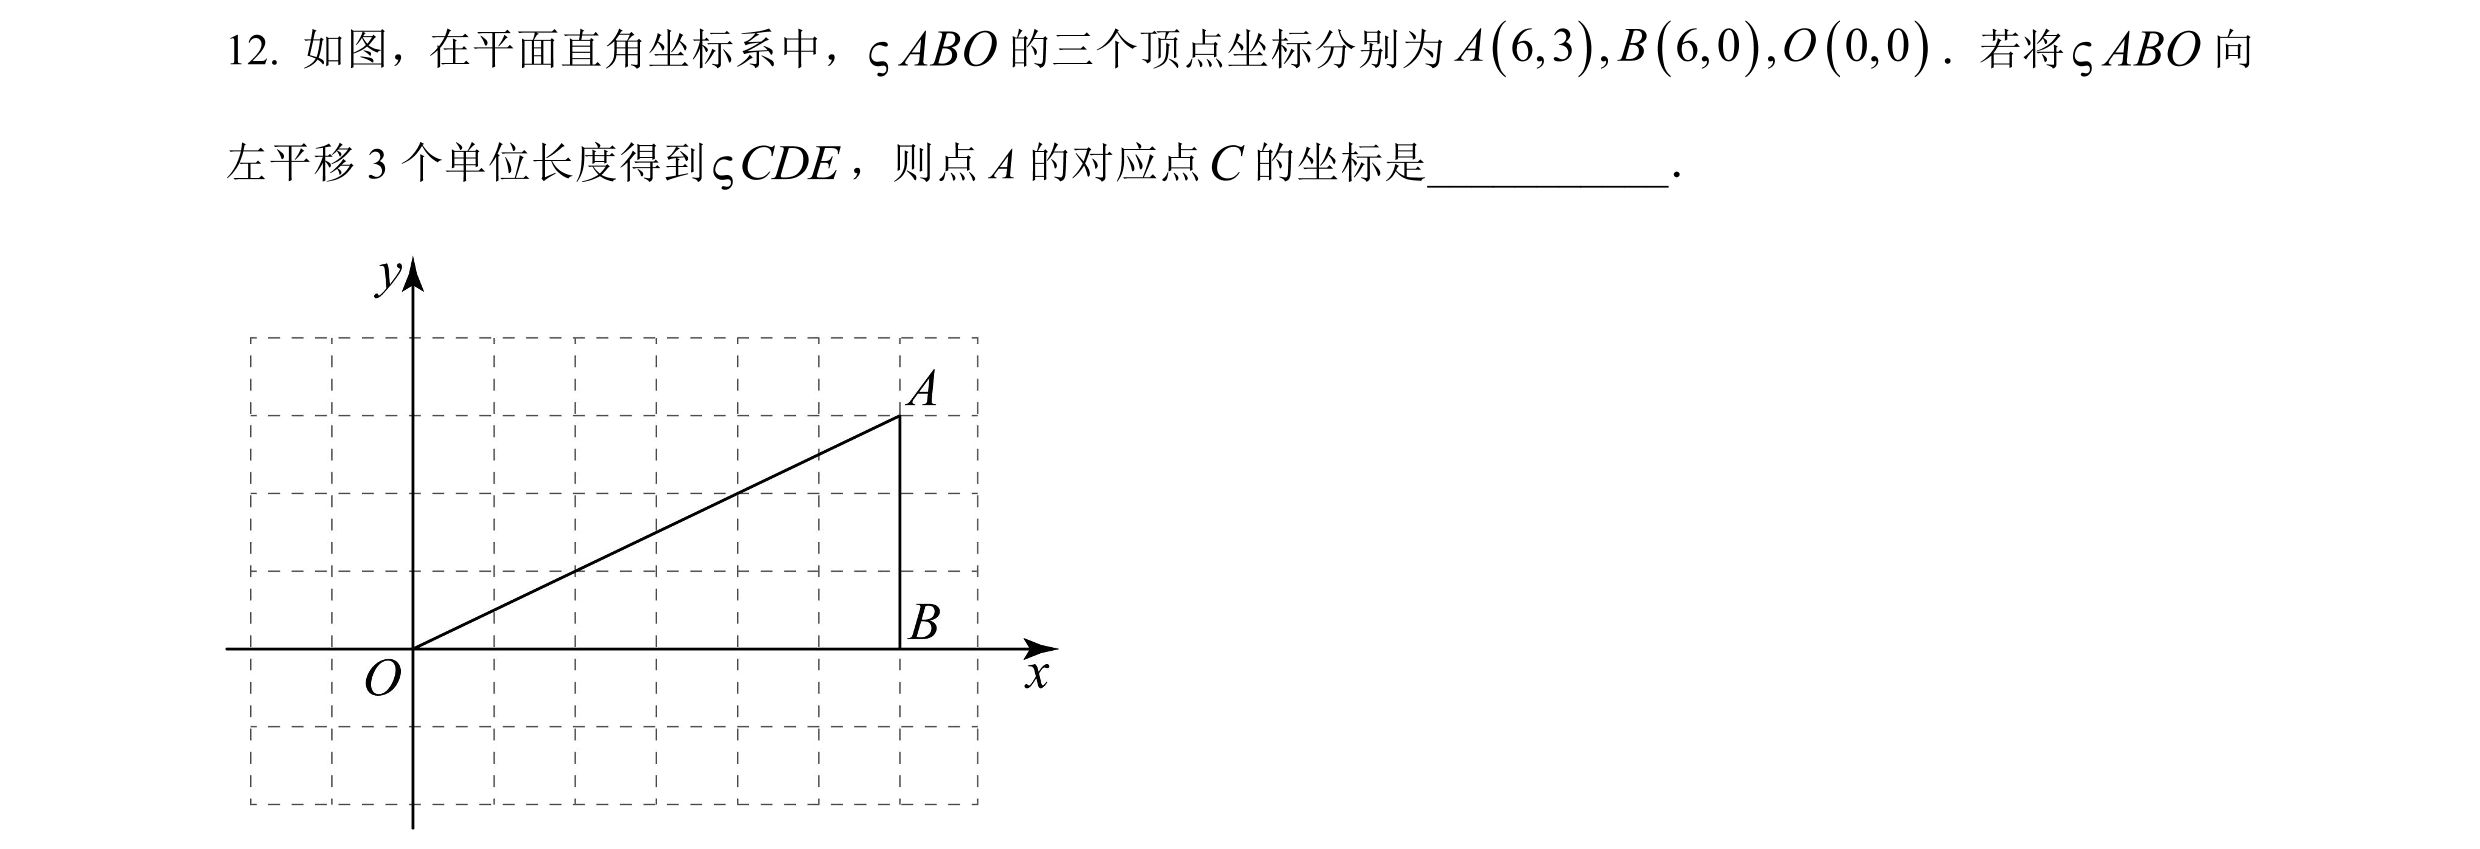 12. 如图，在平面直角坐标系中，ς ABO 的三个顶点坐标分别为 A(6,3), B(6,0), O(0,0)．若将ς ABO 向
左平移 3 个单位长度得到ς CDE，则点 A 的对应点 C 的坐标是___________．
y
A
B
O
x